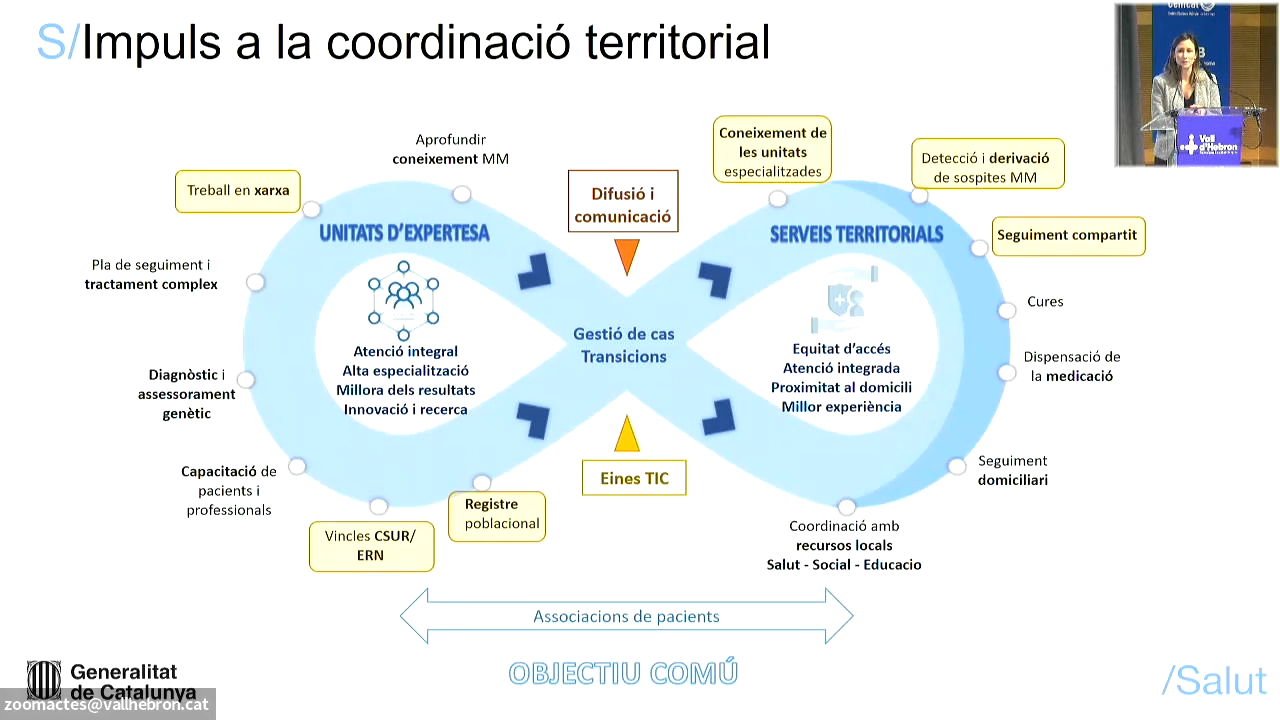 S/Impuls a la coordinació territorial
Aprofundir
coneixement MM
Treball en xarxa
Pla de seguiment i
tractament complex
Diagnòstic i
assessorament
genètic
Capacitació de
pacients i
professionals
Vincles CSUR/
ERN
Registre
poblacional
UNITATS D'EXPERTESA
Atenció integral
Alta especialització
Millora dels resultats
Innovació i recerca
Difusió i
comunicació
Gestió de cas
Transicions
Eines TIC
SERVEIS TERRITORIALS
Equitat d'accés
Atenció integrada
Proximitat al domicili
Millor experiència
Coneixement de
les unitats
especialitzades
Detecció i derivació
de sospites MM
Seguiment compartit
Cures
Dispensació de
la medicació
Seguiment
domiciliari
Coordinació amb
recursos locals
Salut - Social - Educacio
Associacions de pacients
OBJECTIU COMÚ
Generalitat
de Catalunya
zoomactes@vallhebron.cat
/Salut
Vall
d'Hebron